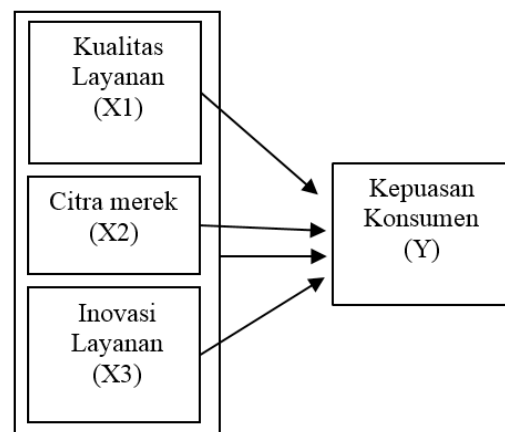 Kualitas
Layanan
(X1)
Citra merek
(X2)
Inovasi
Layanan
(X3)
Kepuasan
Konsumen
(Y)